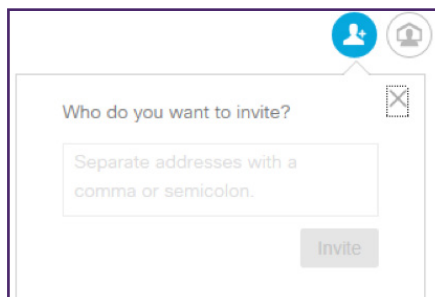 Who do you want to invite?
Separate addresses with a
comma or semicolon.
Invite